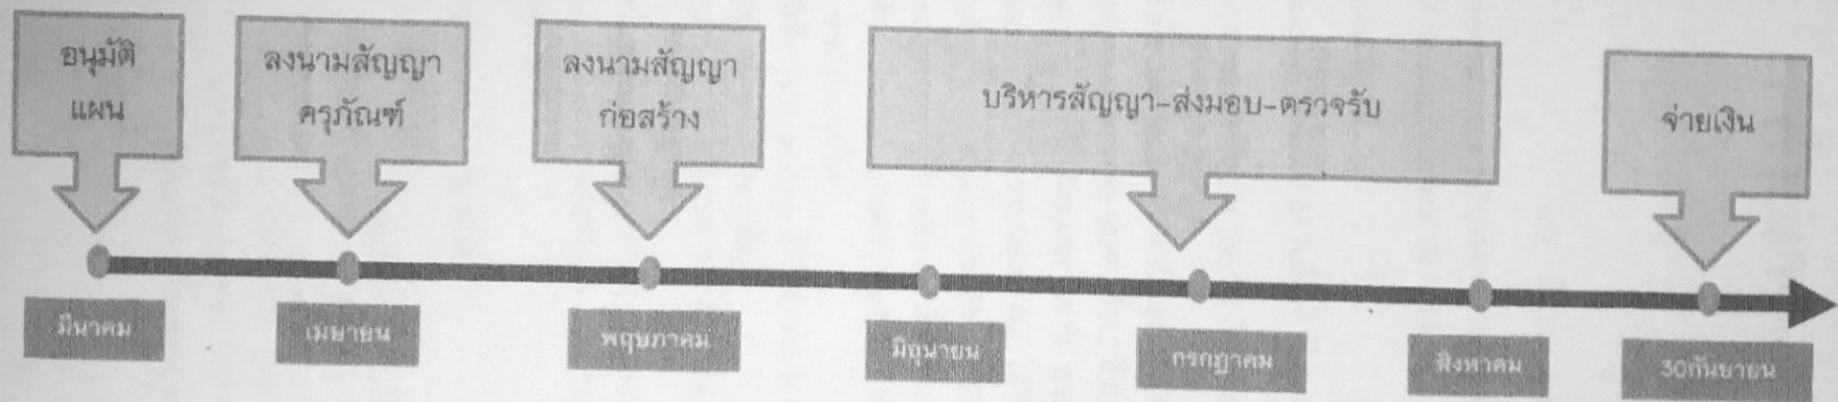 อนุมัติ
แผน
ลงนามสัญญา
ครุภัณฑ์
ลงนามสัญญา
ก่อสร้าง
บริหารสัญญา-ส่งมอบ-ตรวจรับ
จ่ายเงิน
มีนาคม
เมษายน
พฤษภาคม
มิถุนายน
กรกฎาคม
สิงหาคม
30กันยายน